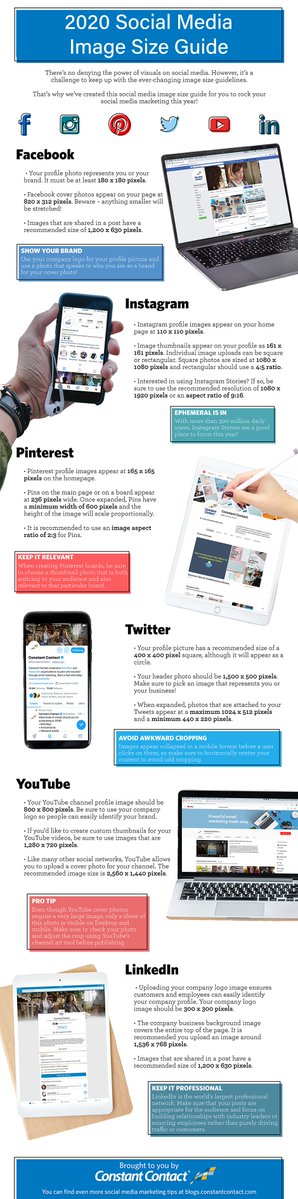 2020 Social Media
Image Size Guide
There's no denying the power of visuals on social media. However, it's a
challenge to keep up with the ever-changing image size guidelines.
That's why we've created this social media image size guide for you to rock your
social media marketing this year!
Facebook
• Your profile photo represents you or your
brand. It must be at least 180 x 180 pixels.
• Facebook cover photos appear on your page at
820 x 312 pixels. Beware – anything smaller will
be stretched!
• Images that are shared in a post have a
recommended size of 1,200 x 630 pixels.
SHOW YOUR BRAND
Use your company logo for your profile picture and
use a photo that speaks to who you are as a brand
for your cover photo!
Instagram
• Instagram profile images appear on your home
page at 110 x 110 pixels.
• Image thumbnails appear on your profile as 161 x
161 pixels. Individual image uploads can be square
or rectangular. Square photos are sized at 1080 x
1080 pixels and rectangular should use a 4:5 ratio.
• Interested in using Instagram Stories? If so, be
sure to use the recommended resolution of 1080 x
1920 pixels or an aspect ratio of 9:16.
EPHEMERAL IS IN
With more than 300 million daily
users, Instagram Stories are a good
place to focus this year!
Pinterest
• Pinterest profile images appear at 165 x 165
pixels on the homepage.
• Pins on the main page or on a board appear
at 236 pixels wide. Once expanded, Pins have
a minimum width of 600 pixels and the
height of the image will scale proportionally.
• It is recommended to use an image aspect
ratio of 2:3 for Pins.
KEEP IT RELEVANT
When creating Pinterest boards, be sure
to choose a thumbnail photo that is both
enticing to your audience and also
relevant to that particular board.
Twitter
• Your profile picture has a recommended size of a
400 x 400 pixel square, although it will appear as a
circle.
• Your header photo should be 1,500 x 500 pixels.
Make sure to pick an image that represents you or
your business!
• When expanded, photos that are attached to your
Tweets appear at a maximum 1024 x 512 pixels
and a minimum 440 x 220 pixels.
Constant Contact
AVOID AWKWARD CROPPING
Images appear collapsed in a mobile format before a user
clicks on them, so make sure to horizontally center your
content to avoid odd cropping.
YouTube
• Your YouTube channel profile image should be
800 x 800 pixels. Be sure to use your company
logo so people can easily identify your brand.
• If you'd like to create custom thumbnails for your
YouTube videos, be sure to use images that are
1,280 x 720 pixels.
• Like many other social networks, YouTube allows
you to upload a cover photo for your channel. The
recommended image size is 2,560 x 1,440 pixels.
Powerful email
marketing made easy.
PRO TIP
Even though YouTube cover photos
require a very large image, only a sliver of
this photo is visible on Desktop and
mobile. Make sure to check your photo
and adjust the crop using YouTube's
channel art tool before publishing.
LinkedIn
• Uploading your company logo image ensures
customers and employees can easily identify
your company profile. Your company logo
image should be 300 x 300 pixels.
• The company business background image
covers the entire top of the page. It is
recommended you upload an image around
1,536 x 768 pixels.
• Images that are shared in a post have a
recommended size of 1,200 x 630 pixels.
KEEP IT PROFESSIONAL
LinkedIn is the world's largest professional
network. Make sure that your posts are
appropriate for the audience and focus on
building relationships with industry leaders or
sourcing employees rather than purely driving
traffic or customers.
Brought to you by
Constant Contact
You can find even more social media marketing tips at blogs.constantcontact.com